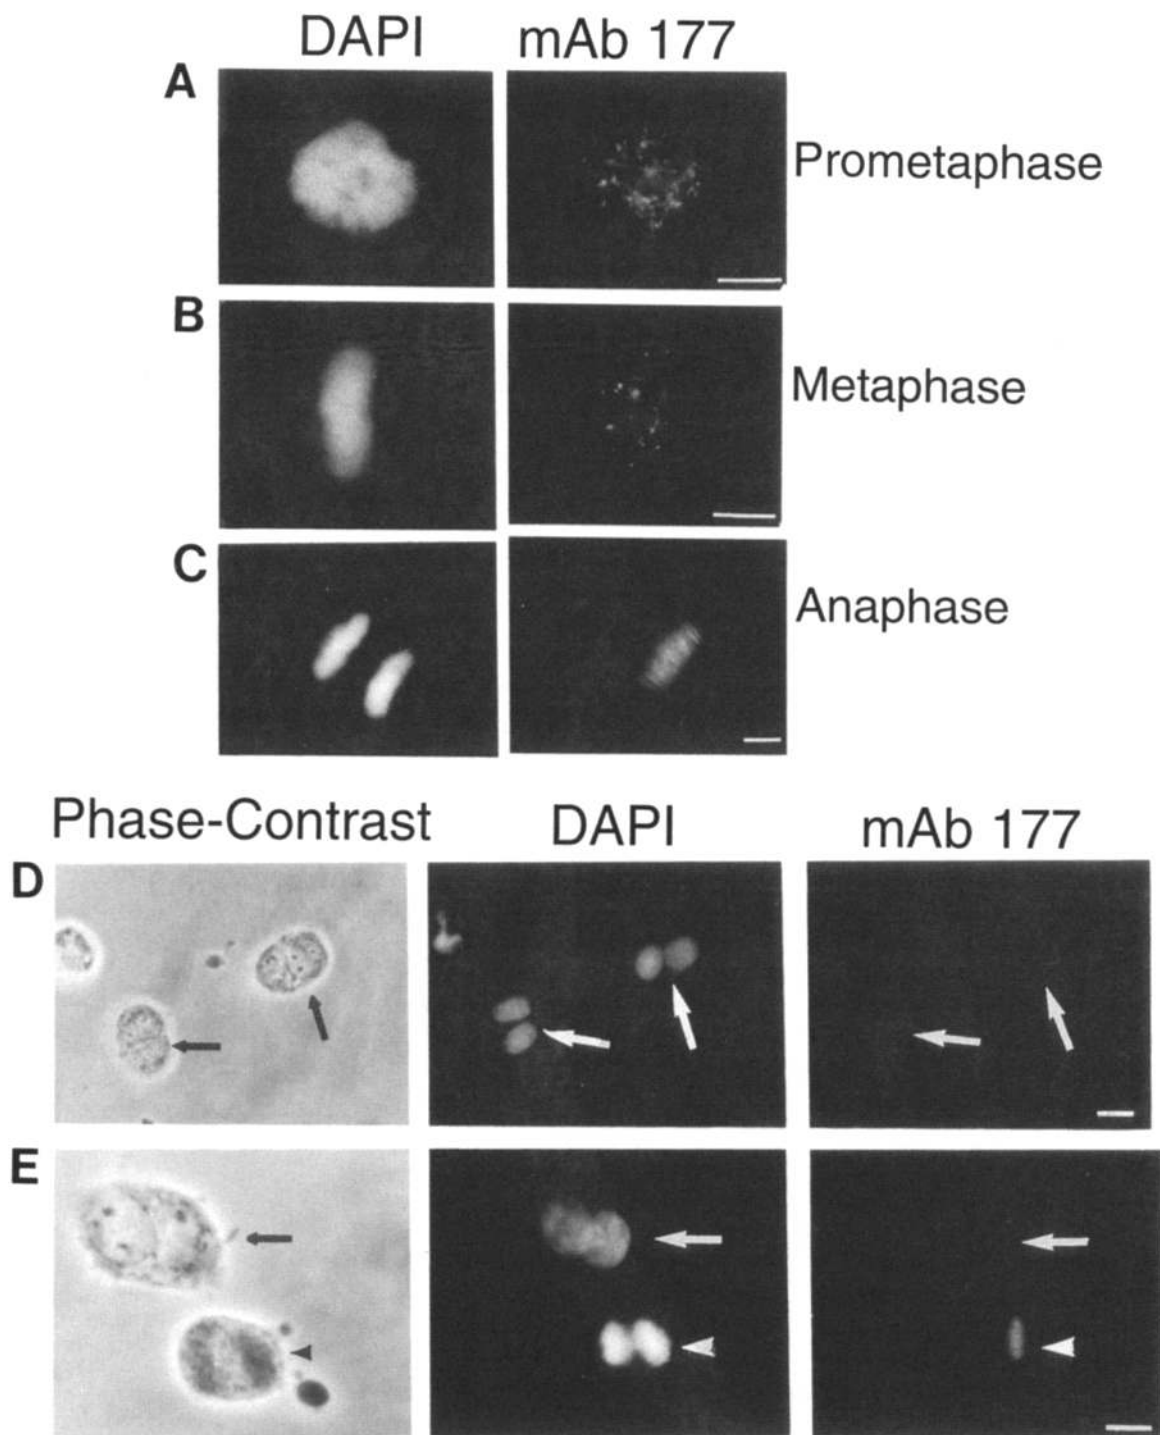 DAPI mAb 177
A
Prometaphase
B
Metaphase
C
Anaphase
Phase-Contrast DAPI mAb 177
D
E